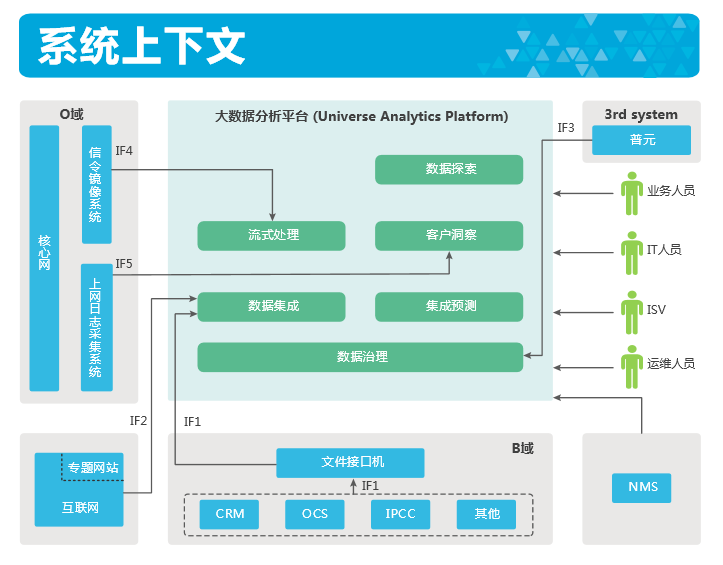 系统上下文
O域
核心网
信令镜像系统
上网日志采集系统
IF4
IF5
大数据分析平台 (Universe Analytics Platform)
数据探索
流式处理
客户洞察
数据集成
集成预测
数据治理
IF3
3rd system
普元
业务人员
IT人员
ISV
运维人员
IF2
IF1
专题网站
互联网
B域
文件接口机
IF1
CRM
OCS
IPCC
其他
NMS